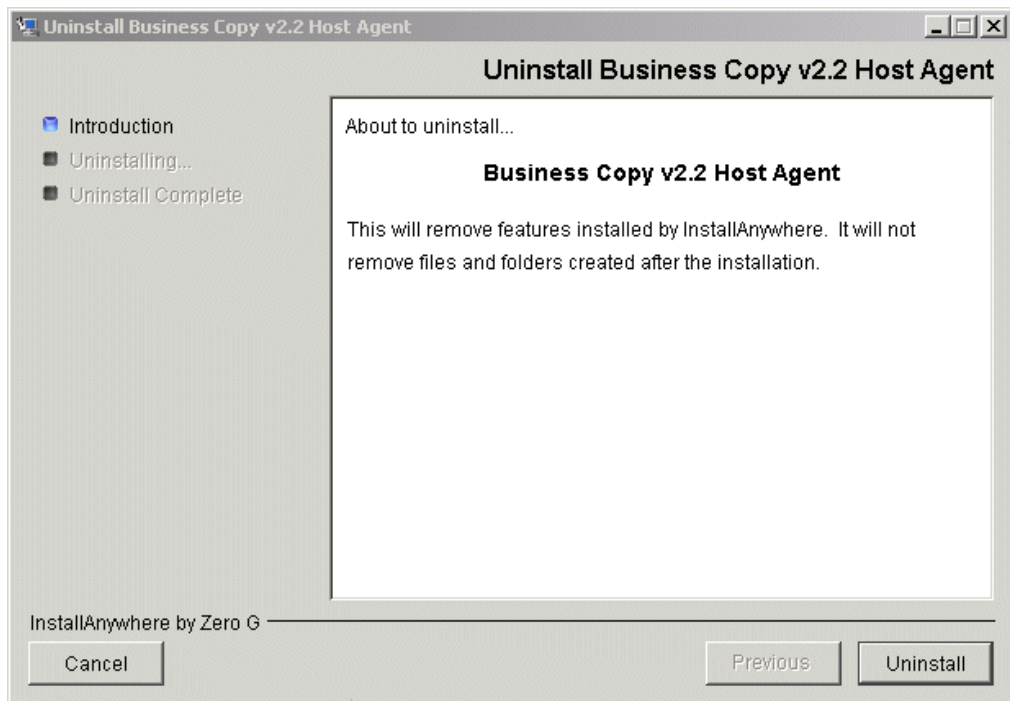 Uninstall Business Copy v2.2 Host Agent
Uninstall Business Copy v2.2 Host Agent
Introduction
Uninstalling...
Uninstall Complete
About to uninstall...
Business Copy v2.2 Host Agent
This will remove features installed by InstallAnywhere. It will not
remove files and folders created after the installation.
InstallAnywhere by Zero G
Cancel
Previous
Uninstall